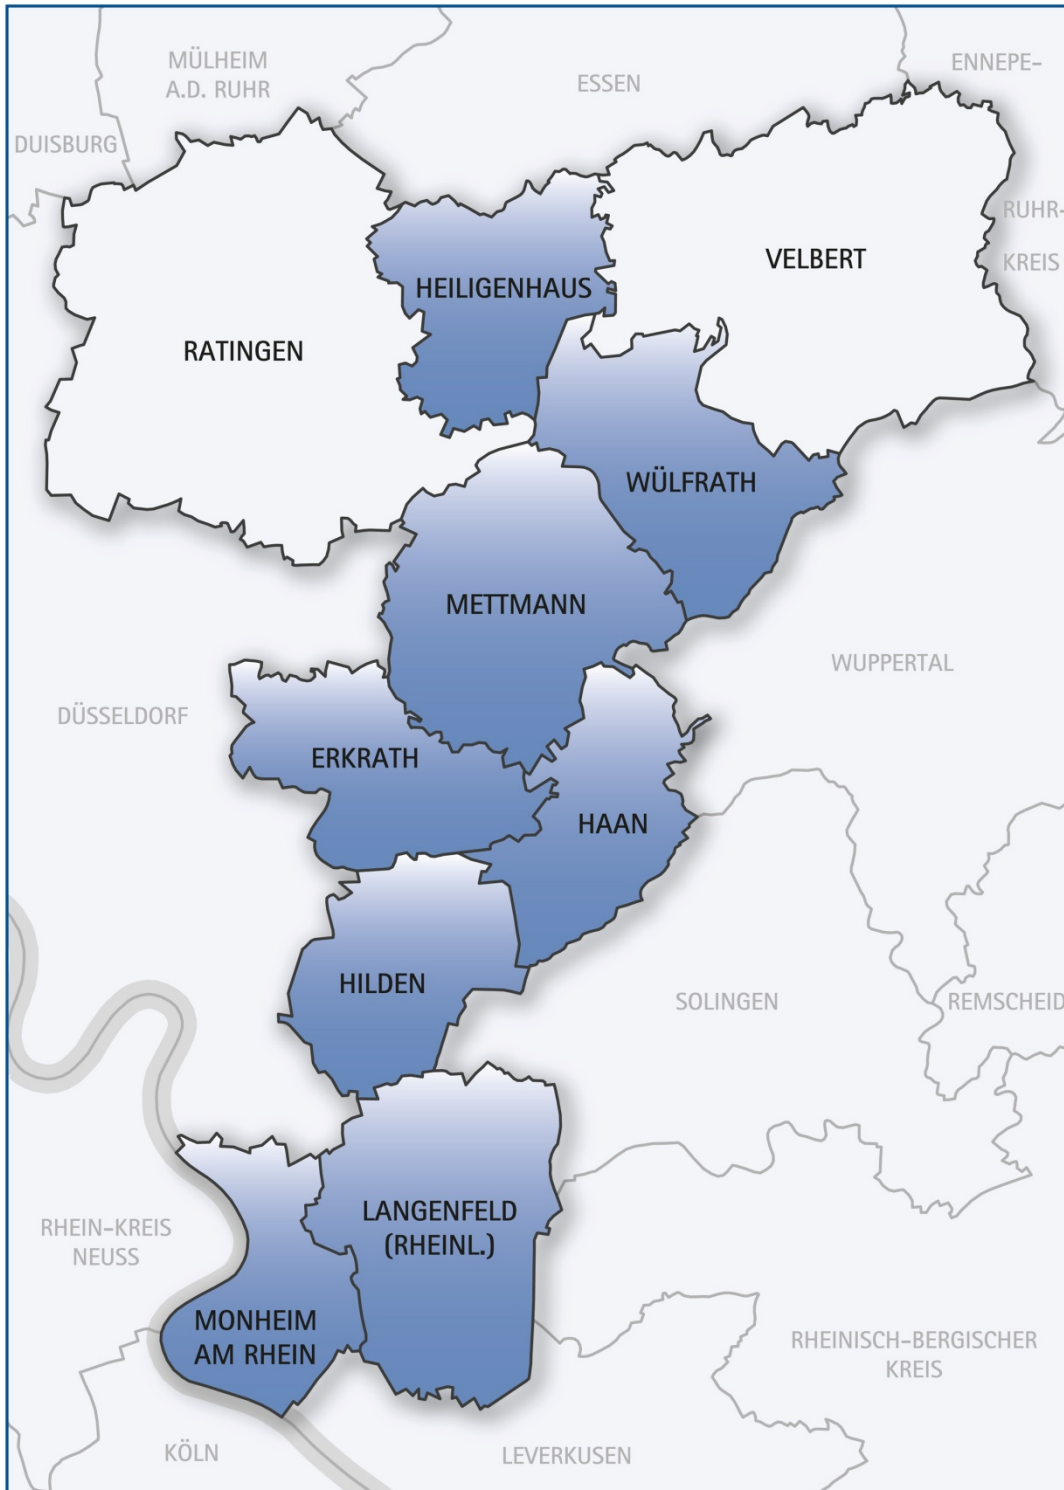 MÜLHEIM
A.D. RUHR
ESSEN
ENNEPE-
DUISBURG
RUHR-
KREIS
VELBERT
HEILIGENHAUS
RATINGEN
WÜLFRATH
METTMANN
WUPPERTAL
DÜSSELDORF
ERKRATH
HAAN
HILDEN
SOLINGEN
REMSCHEID
LANGENFELD
(RHEINL.)
RHEIN-KREIS
NEUSS
MONHEIM
AM RHEIN
RHEINISCH-BERGISCHER
KREIS
KÖLN
LEVERKUSEN